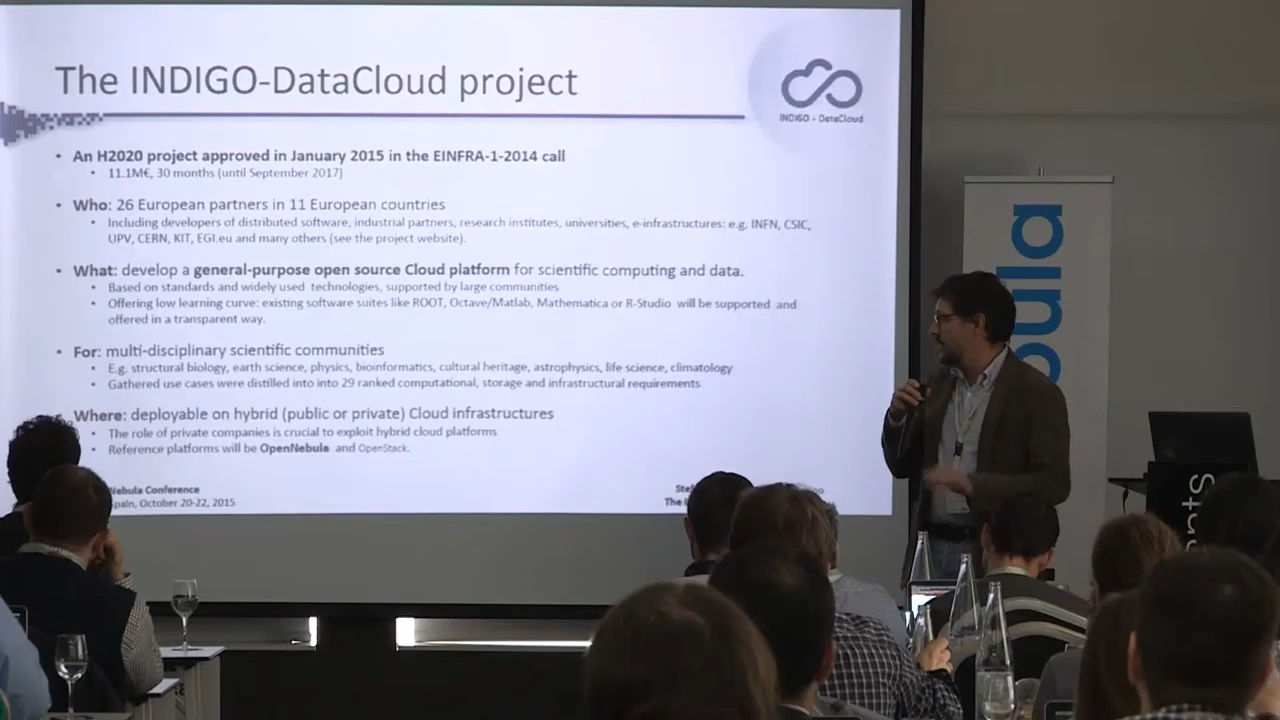 The INDIGO-DataCloud project
INDIGO - DataCloud
• An H2020 project approved in January 2015 in the EINFRA-1-2014 call
• 11.1M€, 30 months (until September 2017)
• Who: 26 European partners in 11 European countries
• Including developers of distributed software, industrial partners, research institutes, universities, e-infrastructures: e.g. INFN, CSIC,
UPV, CERN, KIT, EGI.eu and many others (see the project website).
• What: develop a general-purpose open source Cloud platform for scientific computing and data.
• Based on standards and widely used technologies, supported by large communities
• Offering low learning curve: existing software suites like ROOT, Octave/Matlab, Mathematica or R-Studio will be supported and
offered in a transparent way.
• For: multi-disciplinary scientific communities
• E.g. structural biology, earth science, physics, bioinformatics, cultural heritage, astrophysics, life science, climatology
• Gathered use cases were distilled into into 29 ranked computational, storage and infrastructural requirements
• Where: deployable on hybrid (public or private) Cloud infrastructures
• The role of private companies is crucial to exploit hybrid cloud platforms
• Reference platforms will be OpenNebula and OpenStack.
Nebula Conference
pain, October 20-22, 2015
Stef
The
bula